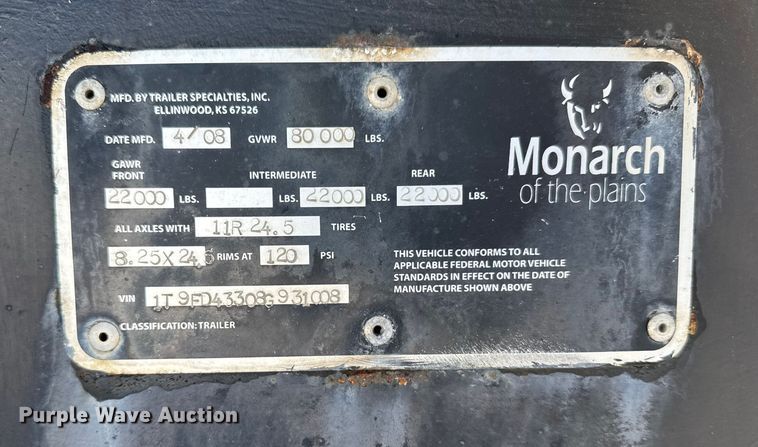 MFD. BY TRAILER SPECIALTIES, INC.
ELLINWOOD, KS 67526
DATE MFD. 4/08 GVWR 80 000 LBS.
GAWR
FRONT INTERMEDIATE REAR
22000 LBS. LBS. 22000 LBS. 22000 LBS.
ALL AXLES WITH 11R 24.5 TIRES
8.25X24.5 RIMS AT 120 PSI
VIN 1T9FD43308G931008
CLASSIFICATION: TRAILER
Monarch
of the plains
THIS VEHICLE CONFORMS TO ALL
APPLICABLE FEDERAL MOTOR VEHICLE
STANDARDS IN EFFECT ON THE DATE OF
MANUFACTURE SHOWN ABOVE
Purple Wave Auction